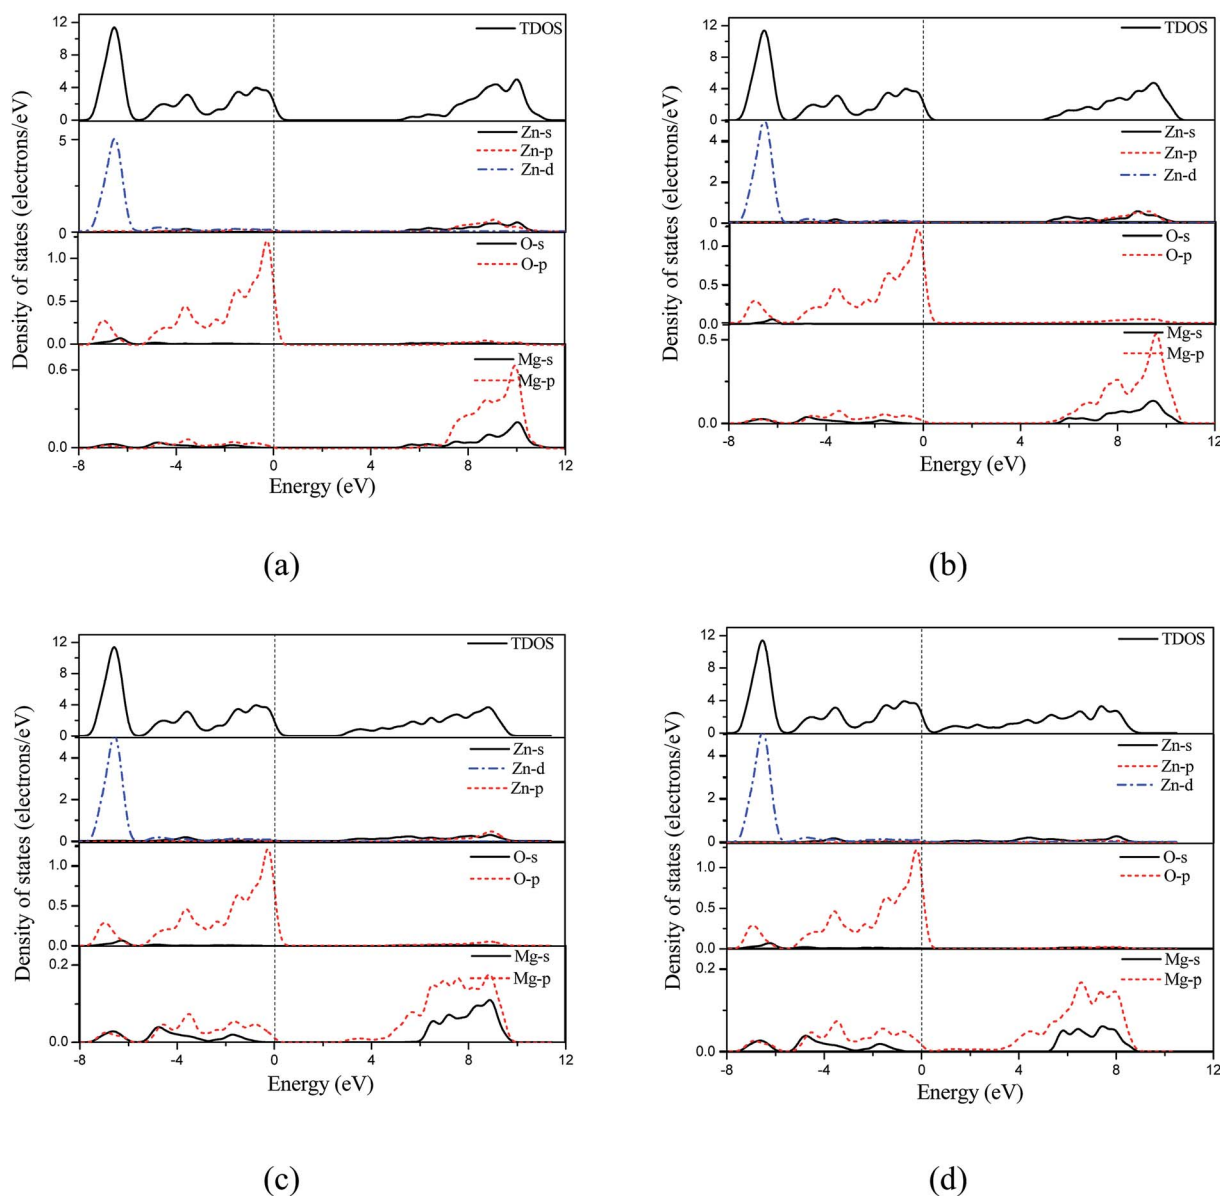 12
8
4
0
TDOS
5
0
Zn-s
Zn-p
Zn-d
1.0
0.5
0.0
O-s
O-p
0.6
0.0
Mg-s
Mg-p
-8 -4 0 4 8 12
Energy (eV)
Density of states (electrons/eV)
(a)
12
8
4
0
TDOS
4
2
0
Zn-s
Zn-p
Zn-d
1.0
0.5
0.0
O-s
O-p
0.5
0.0
Mg-s
Mg-p
-8 -4 0 4 8 12
Energy (eV)
Density of states (electrons/eV)
(b)
12
8
4
0
TDOS
4
2
0
Zn-s
Zn-d
Zn-p
1.0
0.5
0.0
O-s
O-p
0.2
0.0
Mg-s
Mg-p
-8 -4 0 4 8 12
Energy (eV)
Density of states (electrons/eV)
(c)
12
8
4
0
TDOS
4
2
0
Zn-s
Zn-p
Zn-d
1.0
0.5
0.0
O-s
O-p
0.2
0.0
Mg-s
Mg-p
-8 -4 0 4 8 12
Energy (eV)
Density of states (electrons/eV)
(d)